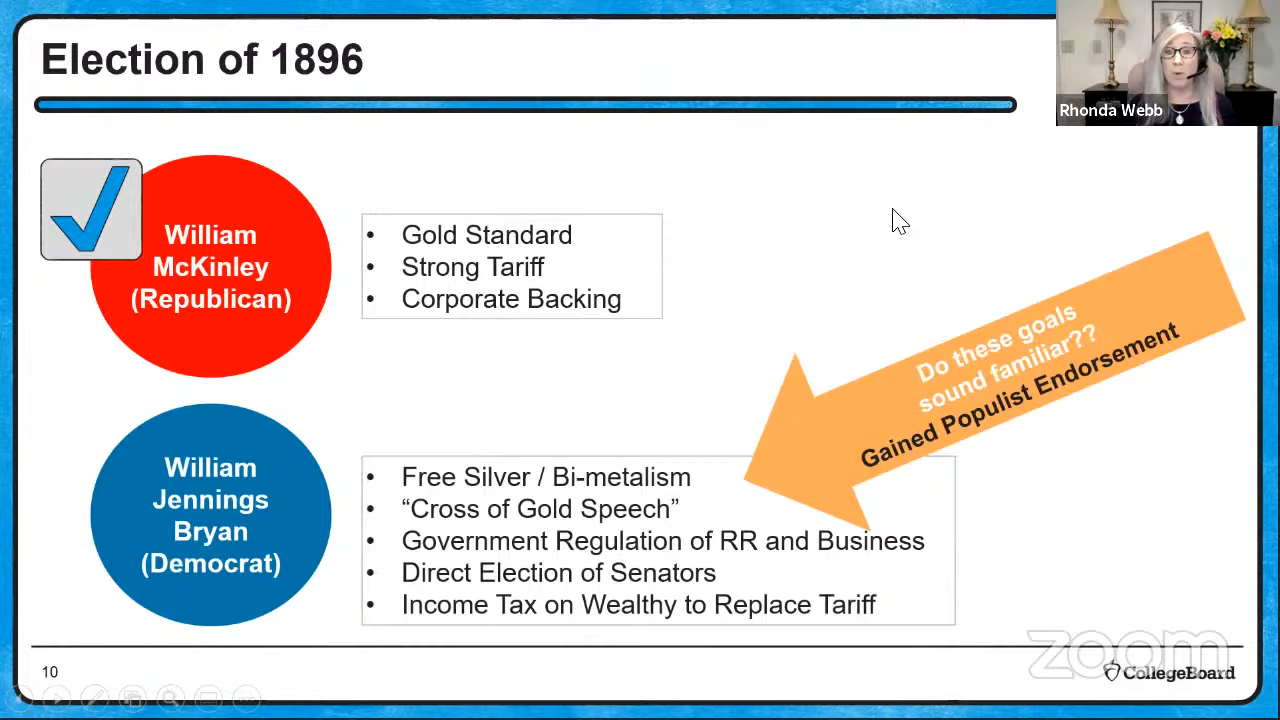 Election of 1896
Rhonda Webb
William
McKinley
(Republican)
• Gold Standard
• Strong Tariff
• Corporate Backing
Do these goals
sound familiar??
Gained Populist Endorsement
William
Jennings
Bryan
(Democrat)
• Free Silver / Bi-metalism
• “Cross of Gold Speech”
• Government Regulation of RR and Business
• Direct Election of Senators
• Income Tax on Wealthy to Replace Tariff
zoom
10
CollegeBoard